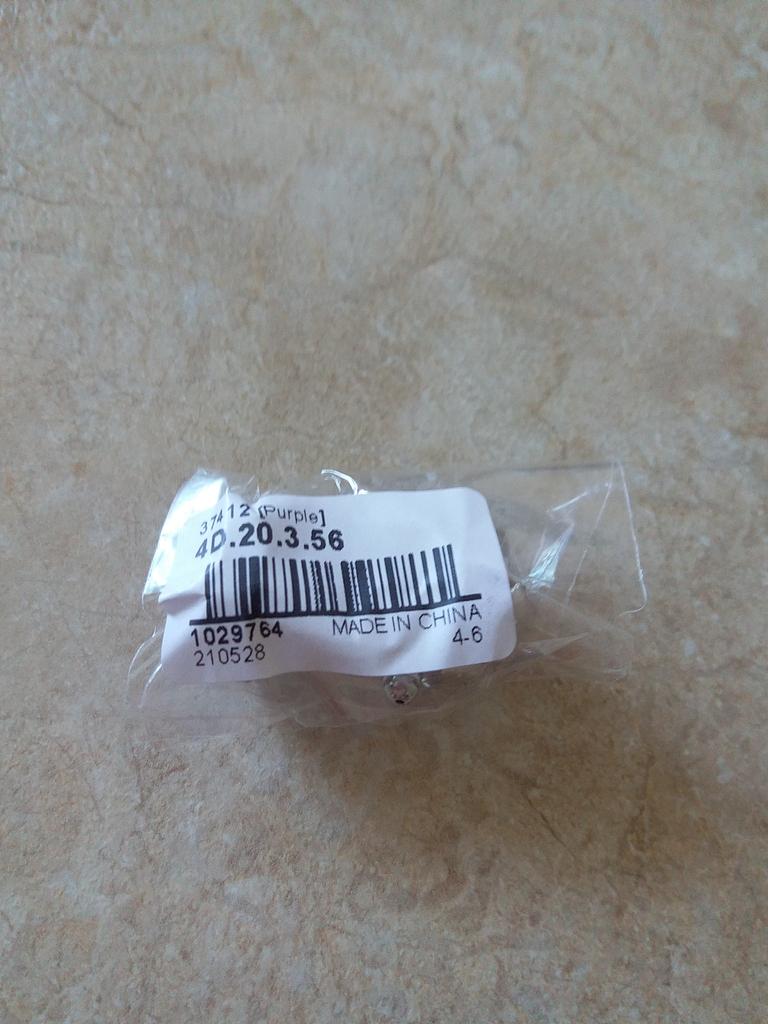 37412 [Purple]
4D.20.3.56
1029764 MADE IN CHINA
210528 4-6